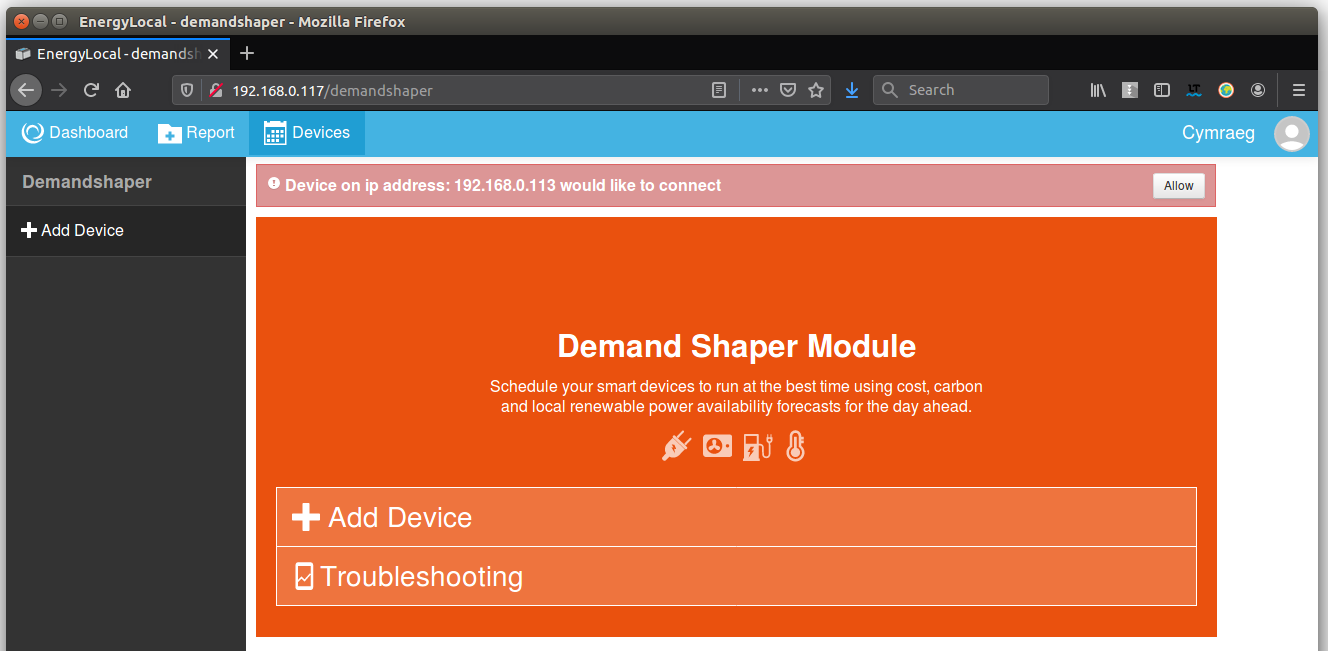 EnergyLocal - demandshaper - Mozilla Firefox
EnergyLocal - demandsh
192.168.0.117/demandshaper
Search
Dashboard
Report
Devices
Cymraeg
Demandshaper
Add Device
Device on ip address: 192.168.0.113 would like to connect
Allow
Demand Shaper Module
Schedule your smart devices to run at the best time using cost, carbon
and local renewable power availability forecasts for the day ahead.
Add Device
Troubleshooting